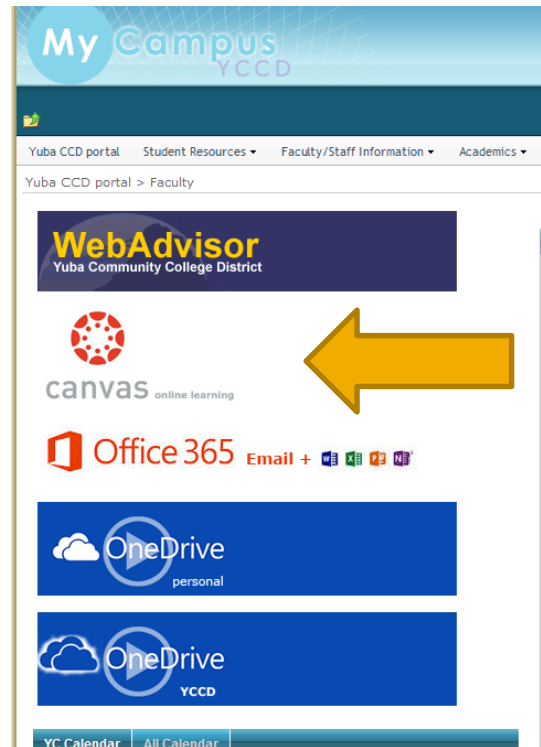 My Campus
YCCD
Yuba CCD portal Student Resources Faculty/Staff Information Academics
Yuba CCD portal > Faculty
WebAdvisor
Yuba Community College District
canvas online learning
Office 365 Email +
OneDrive
personal
OneDrive
YCCD
YC Calendar All Calendar